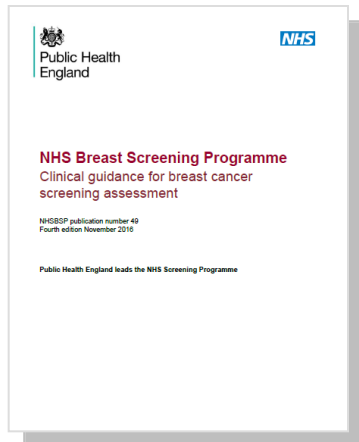 Public Health
England
NHS
NHS Breast Screening Programme
Clinical guidance for breast cancer
screening assessment
NHSBSP publication number 49
Fourth edition November 2016
Public Health England leads the NHS Screening Programme